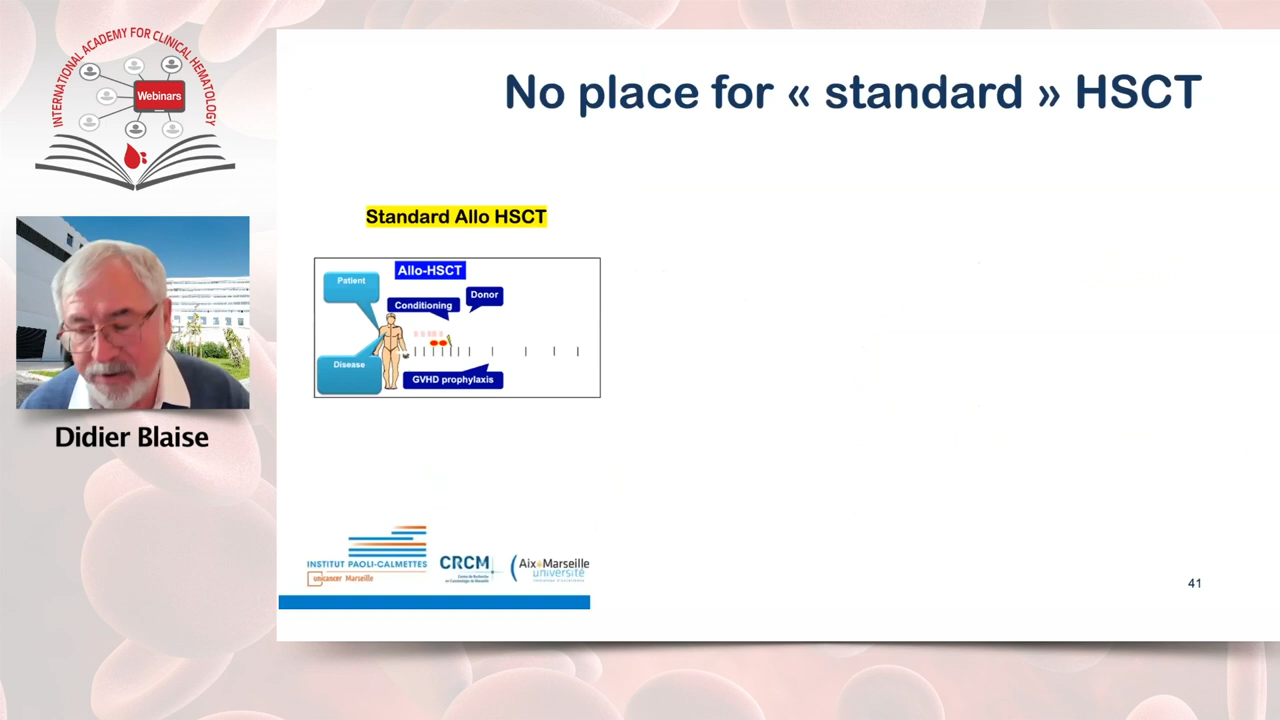 INTERNATIONAL ACADEMY FOR CLINICAL HEMATOLOGY
Webinars
Didier Blaise
No place for « standard » HSCT
Standard Allo HSCT
Allo-HSCT
Patient
Donor
Conditioning
Disease
GVHD prophylaxis
INSTITUT PAOLI-CALMETTES
unicancer Marseille
CRCM
Aix Marseille
université
41